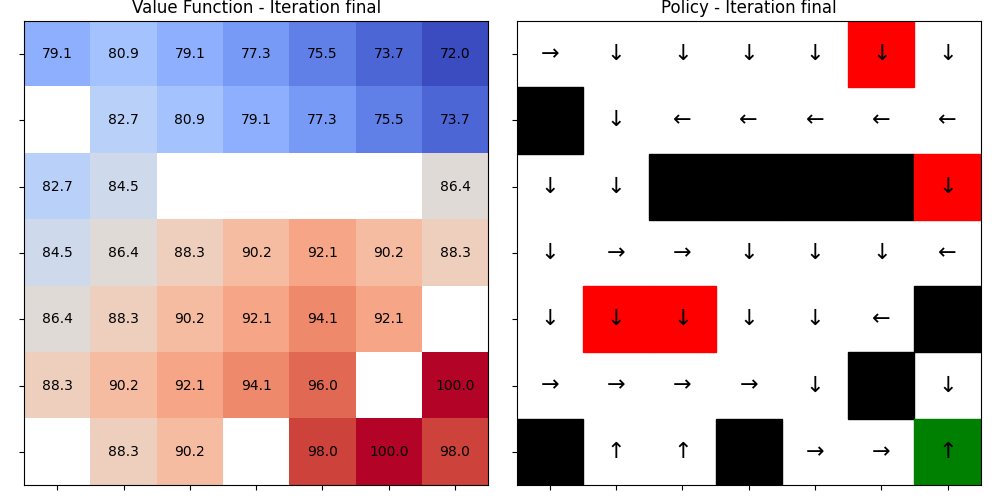 Value Function - Iteration final
79.1 80.9 79.1 77.3 75.5 73.7 72.0
82.7 80.9 79.1 77.3 75.5 73.7
82.7 84.5 86.4
84.5 86.4 88.3 90.2 92.1 90.2 88.3
86.4 88.3 90.2 92.1 94.1 92.1
88.3 90.2 92.1 94.1 96.0 100.0
88.3 90.2 98.0 100.0 98.0
Policy - Iteration final
→ ↓ ↓ ↓ ↓ ↓ ↓
↓ ← ← ← ← ←
↓ ↓ ↓
↓ → → ↓ ↓ ↓ ←
↓ ↓ ↓ ↓ ↓ ←
→ → → → ↓ ↓
↑ ↑ → → ↑